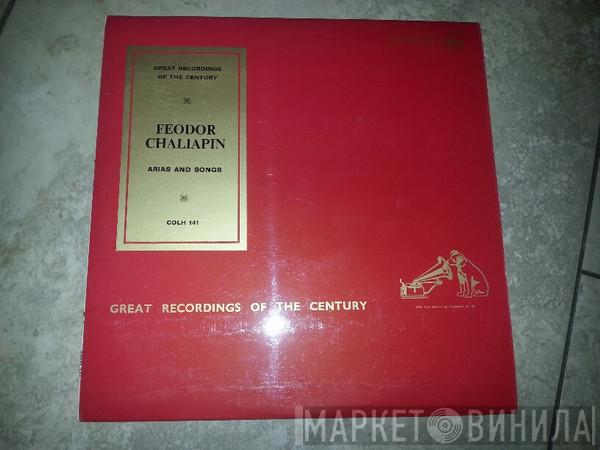 GREAT RECORDINGS
OF THE CENTURY
FEODOR
CHALIAPIN
ARIAS AND SONGS
COLH 141
GREAT RECORDINGS OF THE CENTURY
МАРКЕТ ВИНИЛА